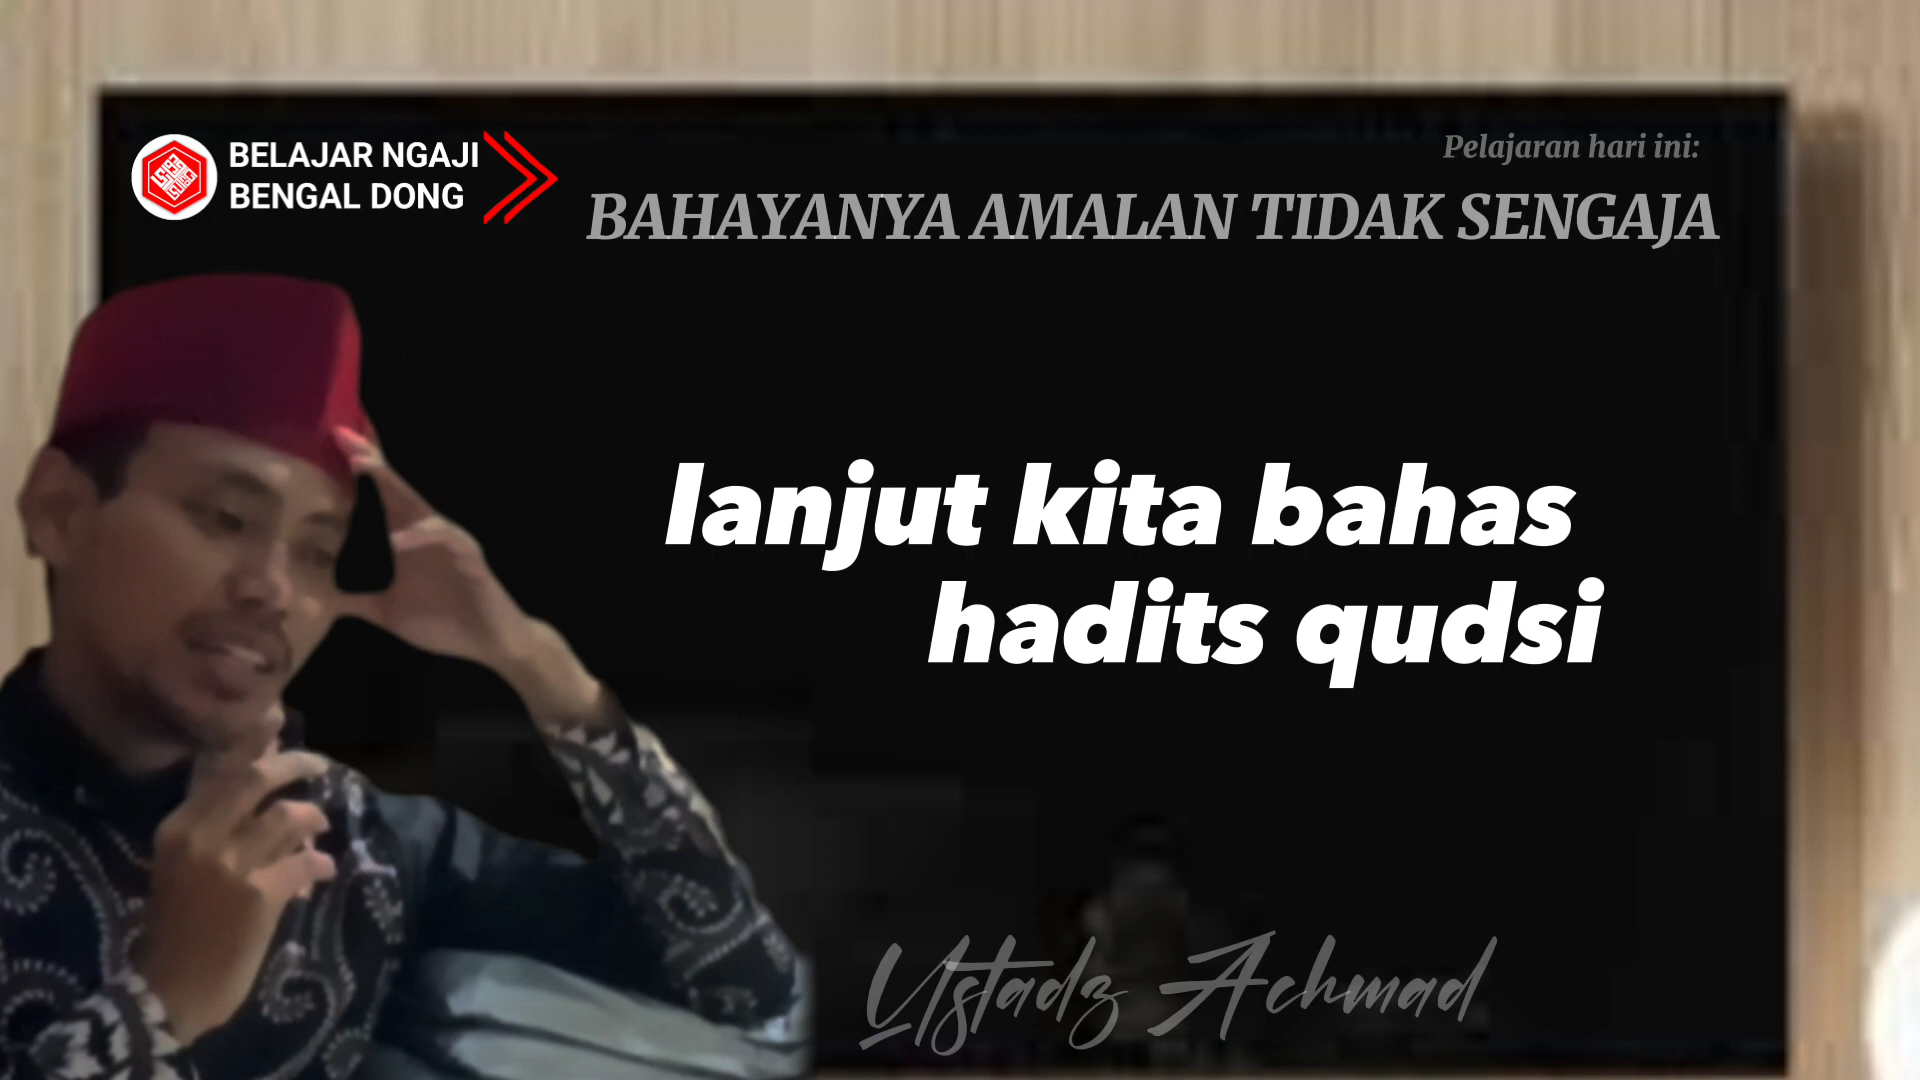 BELAJAR NGAJI
BENGAL DONG
Pelajaran hari ini:
BAHAYANYA AMALAN TIDAK SENGAJA
lanjut kita bahas
hadits qudsi
Ustadz Achmad